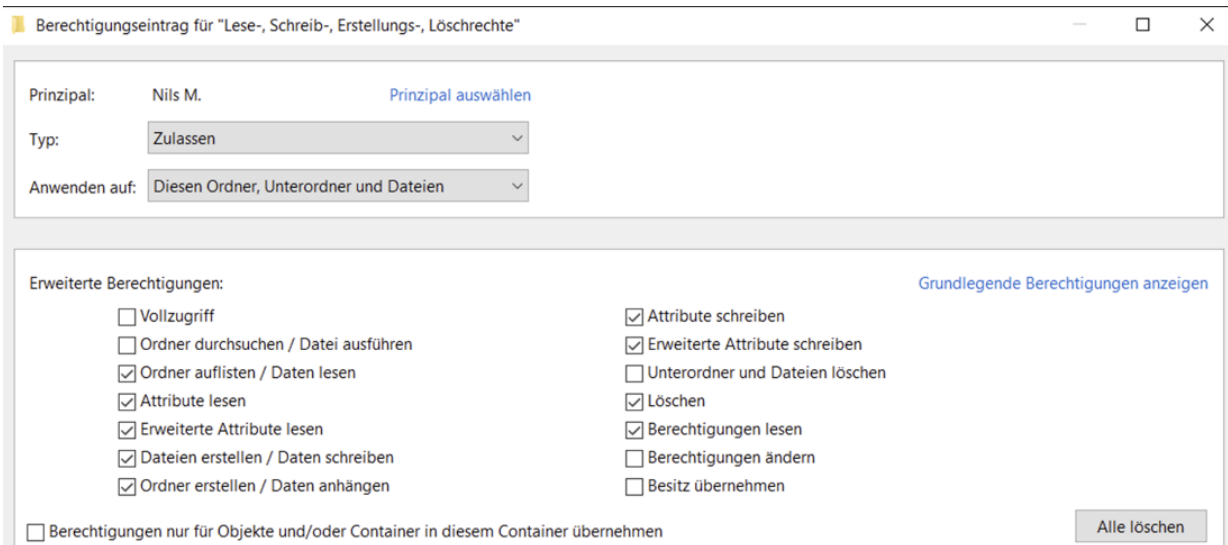 Berechtigungseintrag für "Lese-, Schreib-, Erstellungs-, Löschrechte"
Prinzipal: Nils M. Prinzipal auswählen
Typ: Zulassen
Anwenden auf: Diesen Ordner, Unterordner und Dateien
Erweiterte Berechtigungen: Grundlegende Berechtigungen anzeigen
Vollzugriff Attribute schreiben
Ordner durchsuchen / Datei ausführen Erweiterte Attribute schreiben
Ordner auflisten / Daten lesen Unterordner und Dateien löschen
Attribute lesen Löschen
Erweiterte Attribute lesen Berechtigungen lesen
Dateien erstellen / Daten schreiben Berechtigungen ändern
Ordner erstellen / Daten anhängen Besitz übernehmen
Berechtigungen nur für Objekte und/oder Container in diesem Container übernehmen Alle löschen